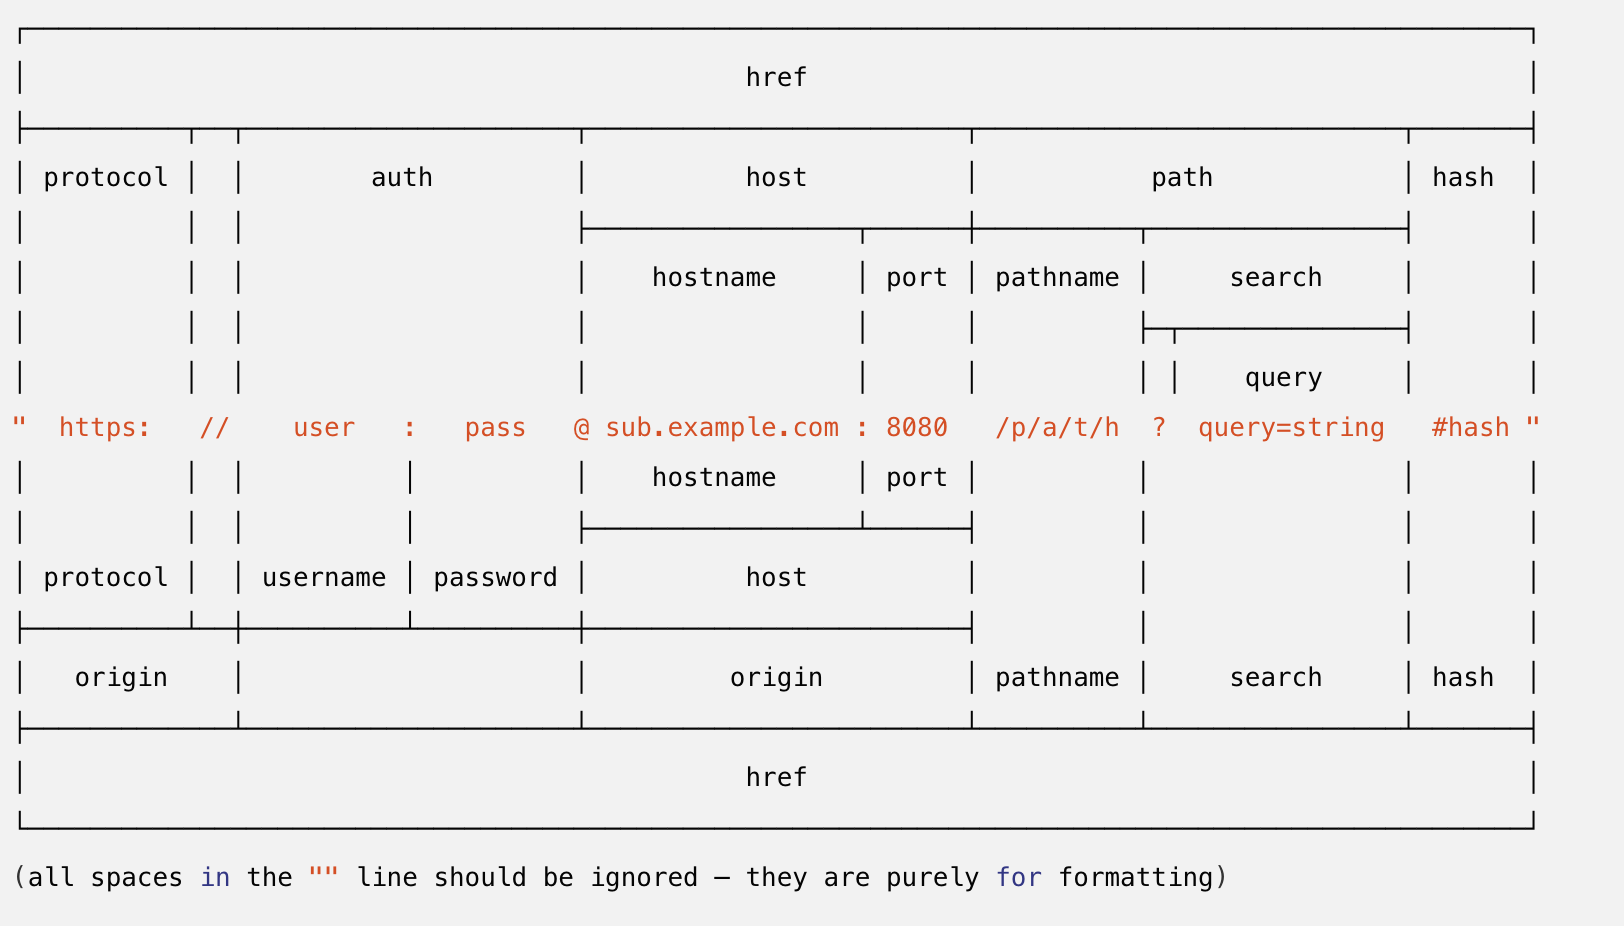 href
protocol auth host path hash
hostname port pathname search
query
" https: // user : pass @ sub.example.com : 8080 /p/a/t/h ? query=string #hash "
hostname port
protocol username password host
origin origin pathname search hash
href
(all spaces in the "" line should be ignored — they are purely for formatting)